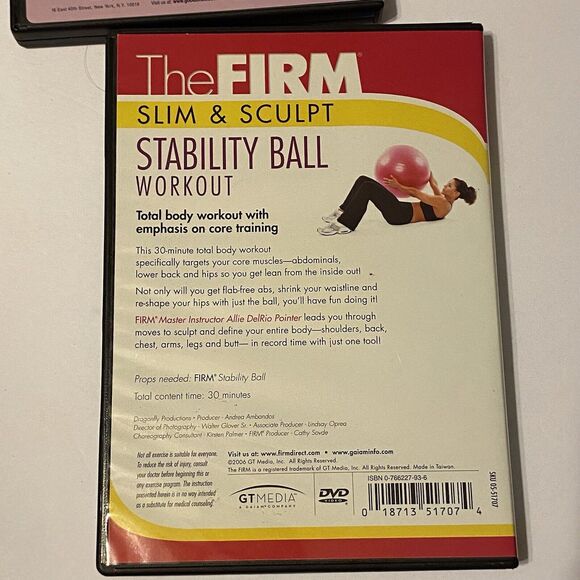 16 East 40th Street, New York, N.Y. 10016
Visit us at:
The FIRM®
SLIM & SCULPT
STABILITY BALL
WORKOUT
Total body workout with
emphasis on core training
This 30-minute total body workout
specifically targets your core muscles—abdominals,
lower back and hips so you get lean from the inside out!
Not only will you get flab-free abs, shrink your waistline and
re-shape your hips with just the ball, you'll have fun doing it!
FIRM® Master Instructor Allie DelRio Pointer leads you through
moves to sculpt and define your entire body—shoulders, back,
chest, arms, legs and butt— in record time with just one tool!
Props needed: FIRM® Stability Ball
Total content time: 30 minutes
Dragonfly Productions • Producer - Andrea Ambandos
Director of Photography - Walter Glover Sr. • Associate Producer - Lindsay Oprea
Choreography Consultant - Kirsten Palmer • FIRM® Producer - Cathy Savde
Not all exercise is suitable for everyone.
To reduce the risk of injury, consult
your doctor before beginning this or
any exercise program. The instruction
presented herein is in no way intended
as a substitute for medical counseling.
Visit us at: www.firmdirect.com • www.gaiaminfo.com
©2006 GT Media, Inc. All Rights Reserved.
The FIRM is a registered trademark of GT Media, Inc. All Rights Reserved. Made in Taiwan.
GTMEDIA
A GAIAM COMPANY
DVD
VIDEO
ISBN 0-766227-93-6
0 18713 51707 4
SKU 05-51707